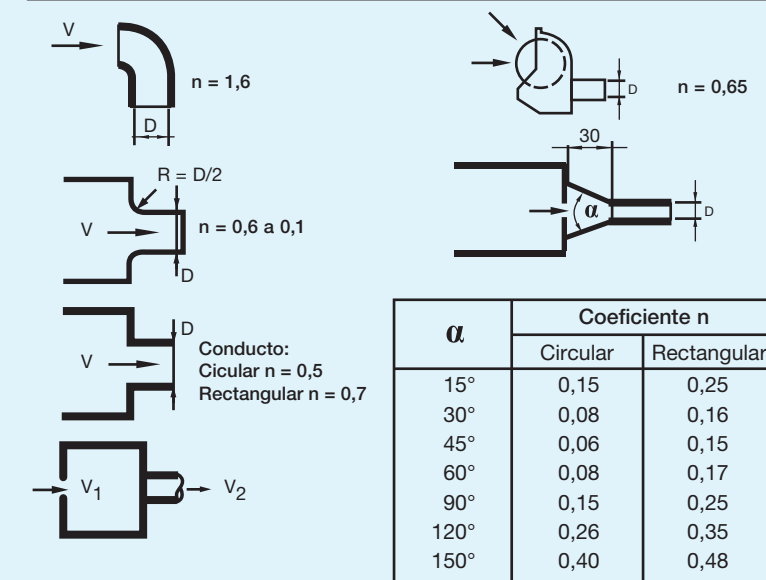 V
n = 1,6
D
R = D/2
V
n = 0,6 a 0,1
D
D
V
Conducto:
Cicular n = 0,5
Rectangular n = 0,7
V1
V2
D
n = 0,65
30
α
D
α
Coeficiente n
Circular
Rectangular
15° 0,15 0,25
30° 0,08 0,16
45° 0,06 0,15
60° 0,08 0,17
90° 0,15 0,25
120° 0,26 0,35
150° 0,40 0,48